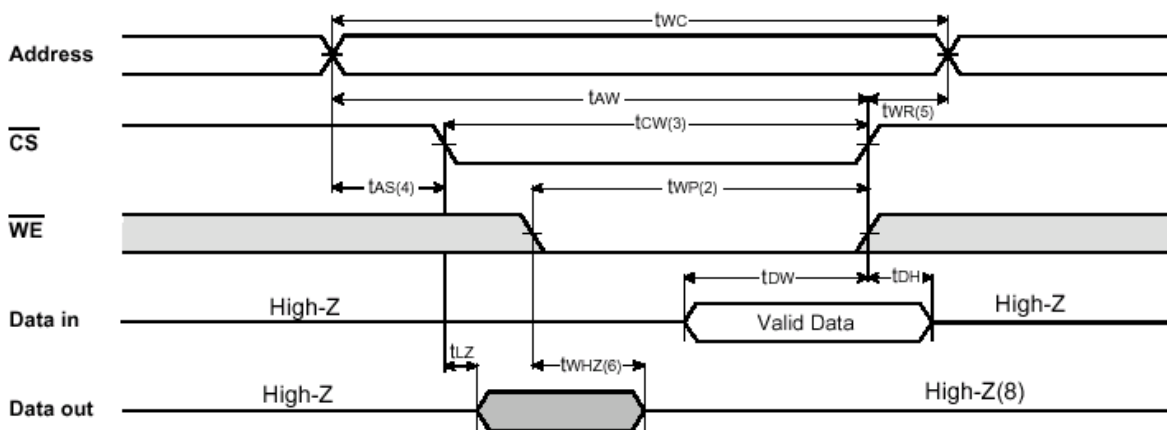 tWC
Address
tAW
tWR(5)
tCW(3)
CS
tAS(4)
tWP(2)
WE
tDW
tDH
High-Z
High-Z
Data in
Valid Data
tLZ
tWHZ(6)
High-Z
High-Z(8)
Data out